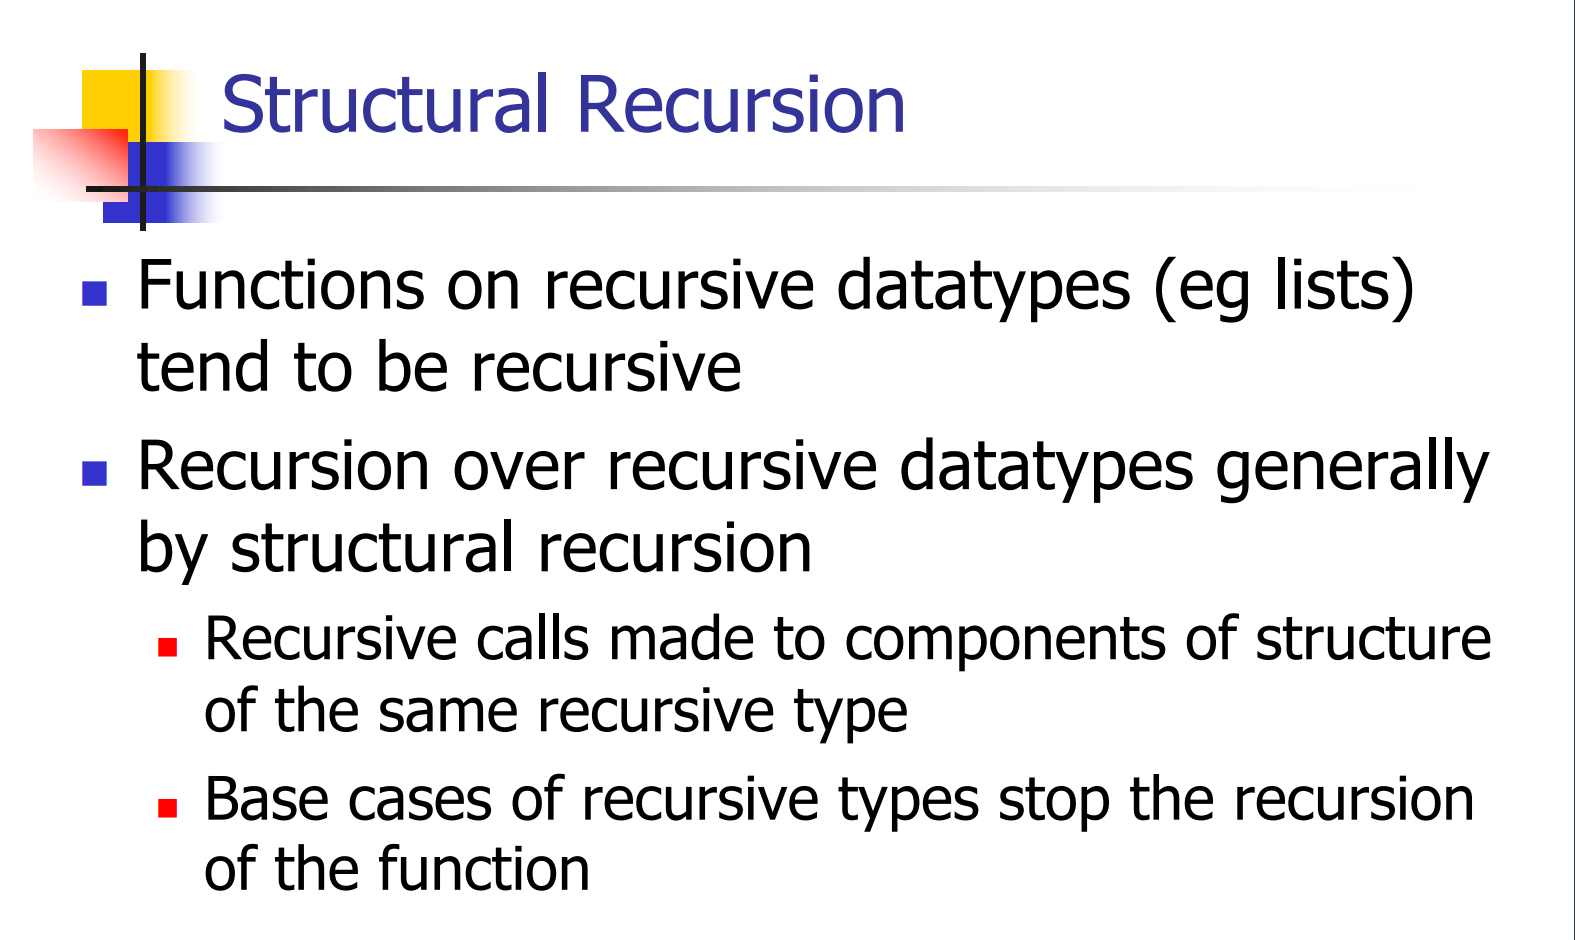 Structural Recursion
Functions on recursive datatypes (eg lists)
tend to be recursive
Recursion over recursive datatypes generally
by structural recursion
Recursive calls made to components of structure
of the same recursive type
Base cases of recursive types stop the recursion
of the function